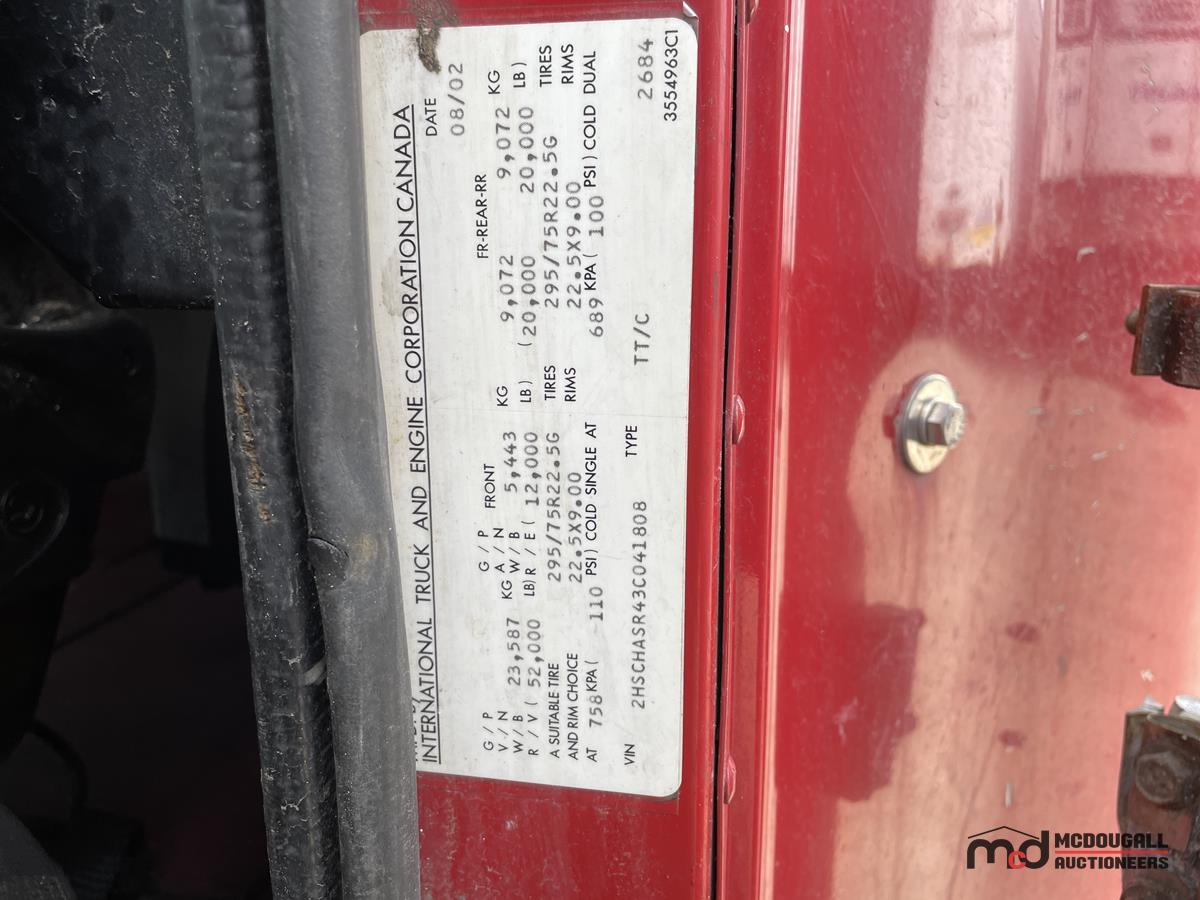 INTERNATIONAL TRUCK AND ENGINE CORPORATION CANADA
DATE
08/02
G/P G/P FRONT FR-REAR-RR
V/N 23,587 KG A/N 5,443 KG 9,072 9,072 KG
W/B 52,000 LB) W/B 12,000 LB) (20,000 20,000 LB)
R/V ( R/E (
A SUITABLE TIRE 295/75R22.5G TIRES 295/75R22.5G TIRES
AND RIM CHOICE 22.5X9.00 RIMS 22.5X9.00 RIMS
AT 758 KPA ( 110 PSI) COLD SINGLE AT 689 KPA ( 100 PSI) COLD DUAL
VIN 2HSCHASR43C041808 TYPE TT/C 2684
3554963C1
mcd MCDOUGALL
AUCTIONEERS